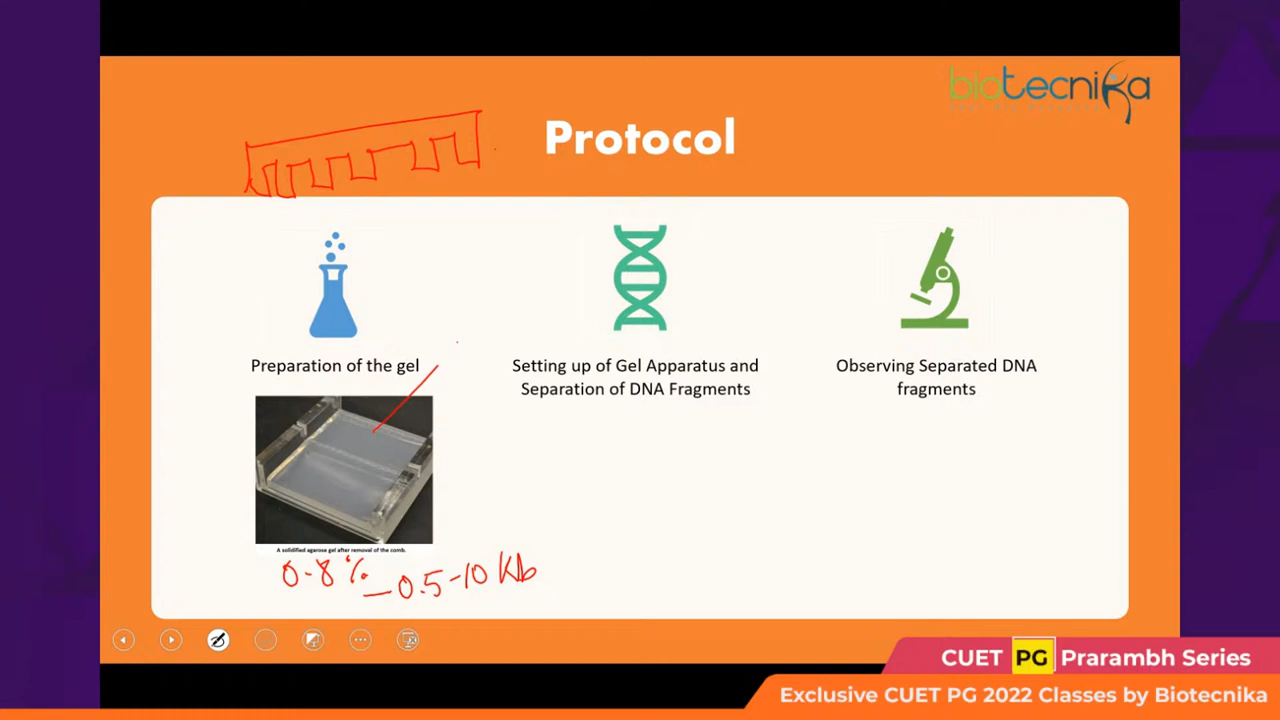 biotecnika
Protocol
Preparation of the gel
Setting up of Gel Apparatus and
Separation of DNA Fragments
Observing Separated DNA
fragments
A solidified agarose gel after removal of the comb.
0.8% – 0.5-10 Kb
CUET PG Prarambh Series
Exclusive CUET PG 2022 Classes by Biotecnika